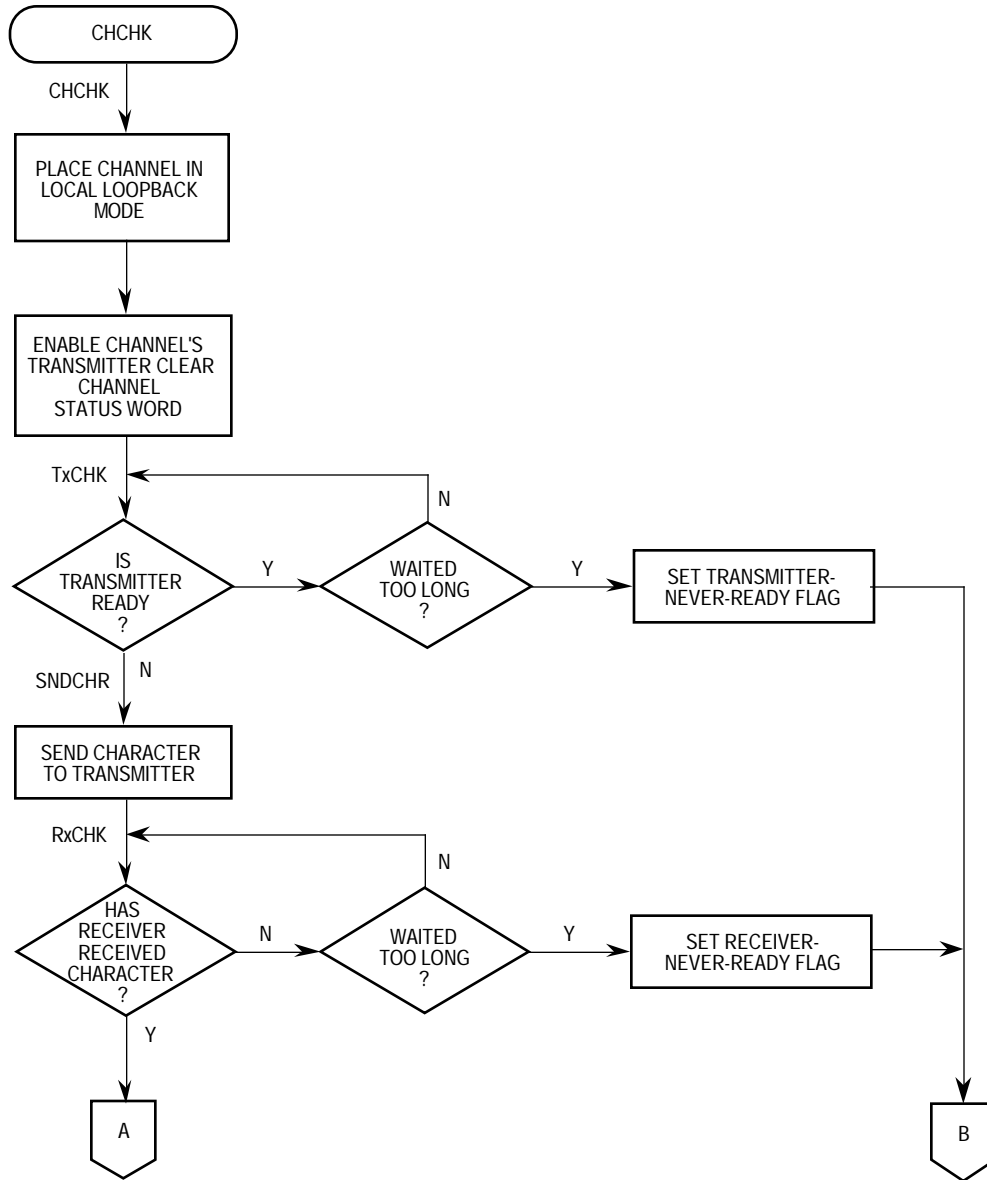 CHCHK
CHCHK
PLACE CHANNEL IN
LOCAL LOOPBACK
MODE
ENABLE CHANNEL'S
TRANSMITTER CLEAR
CHANNEL
STATUS WORD
TxCHK
N
IS
TRANSMITTER
READY
?
Y
WAITED
TOO LONG
?
Y
SET TRANSMITTER-
NEVER-READY FLAG
SNDCHR
N
SEND CHARACTER
TO TRANSMITTER
RxCHK
N
HAS
RECEIVER
RECEIVED
CHARACTER
?
N
WAITED
TOO LONG
?
Y
SET RECEIVER-
NEVER-READY FLAG
Y
A
B